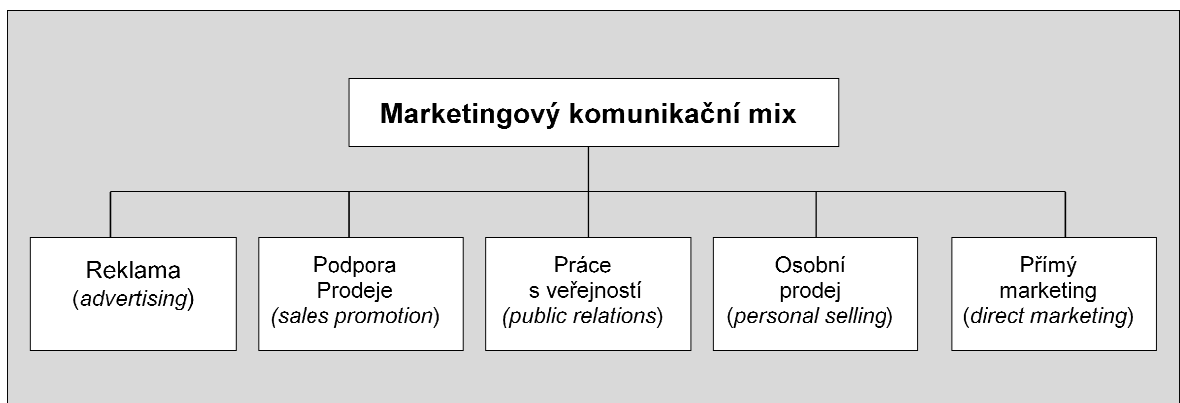 Marketingový komunikační mix
Reklama
(advertising)
Podpora
Prodeje
(sales promotion)
Práce
s veřejností
(public relations)
Osobní
prodej
(personal selling)
Přímý
marketing
(direct marketing)